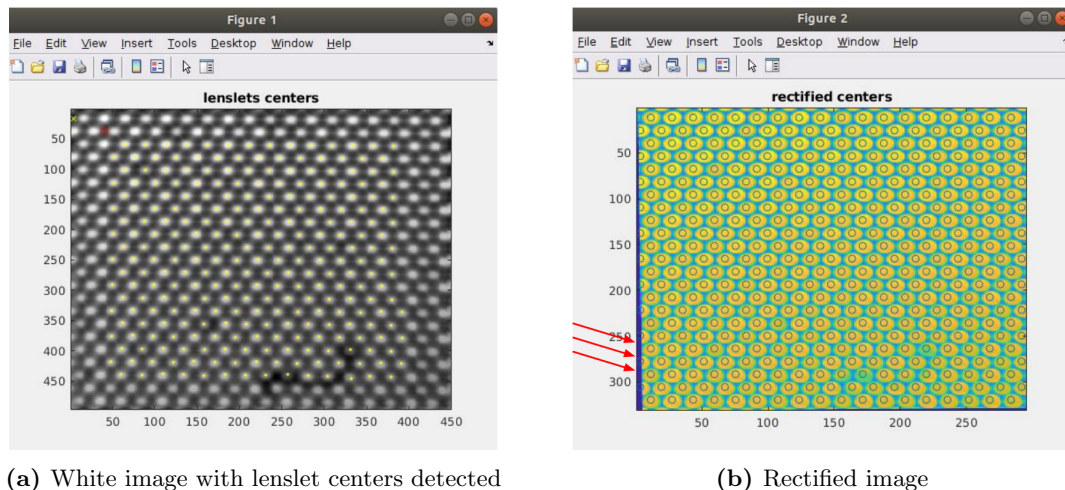 Figure 1
File Edit View Insert Tools Desktop Window Help
lenslets centers
50
100
150
200
250
300
350
400
450
50 100 150 200 250 300 350 400 450
(a) White image with lenslet centers detected
Figure 2
File Edit View Insert Tools Desktop Window Help
rectified centers
50
100
150
200
250
300
50 100 150 200 250
(b) Rectified image